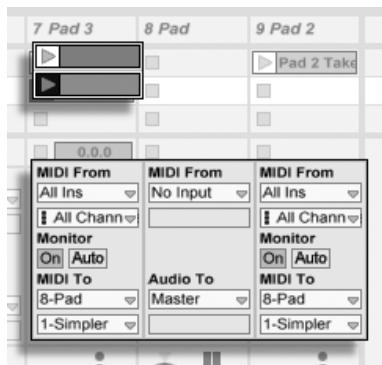 7 Pad 3 8 Pad 9 Pad 2
Pad 2 Take
0.0.0
MIDI From MIDI From MIDI From
All Ins No Input All Ins
All Chann All Chann
Monitor Monitor
On Auto On Auto
MIDI To Audio To MIDI To
8-Pad Master 8-Pad
1-Simpler 1-Simpler